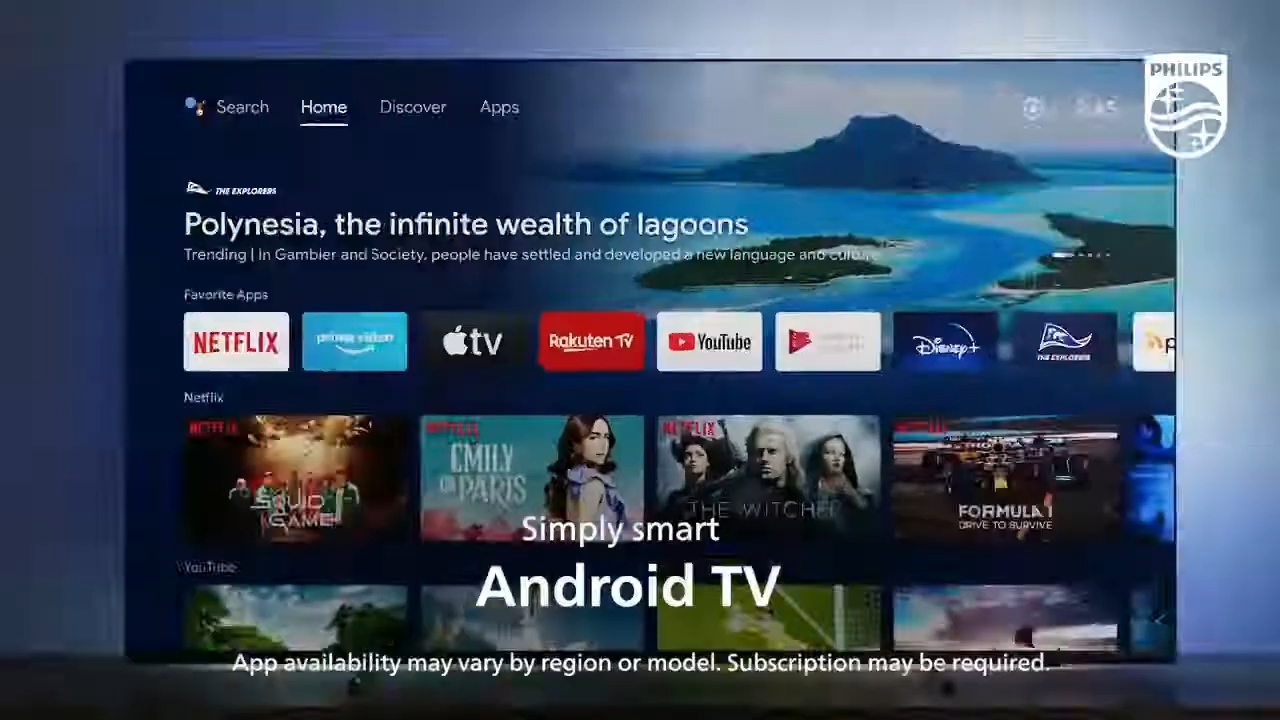 PHILIPS
Search Home Discover Apps
THE EXPLORERS
Polynesia, the infinite wealth of lagoons
Trending | In Gambier and Society, people have settled and developed a new language and culture
Favorite Apps
NETFLIX prime video tv Rakuten TV YouTube Disney+ THE EXPLORERS
Netflix
NETFLIX NETFLIX NETFLIX NETFLIX
SQUID GAME
EMILY IN PARIS
THE WITCHER
FORMULA 1
DRIVE TO SURVIVE
Simply smart
YouTube
Android TV
App availability may vary by region or model. Subscription may be required.